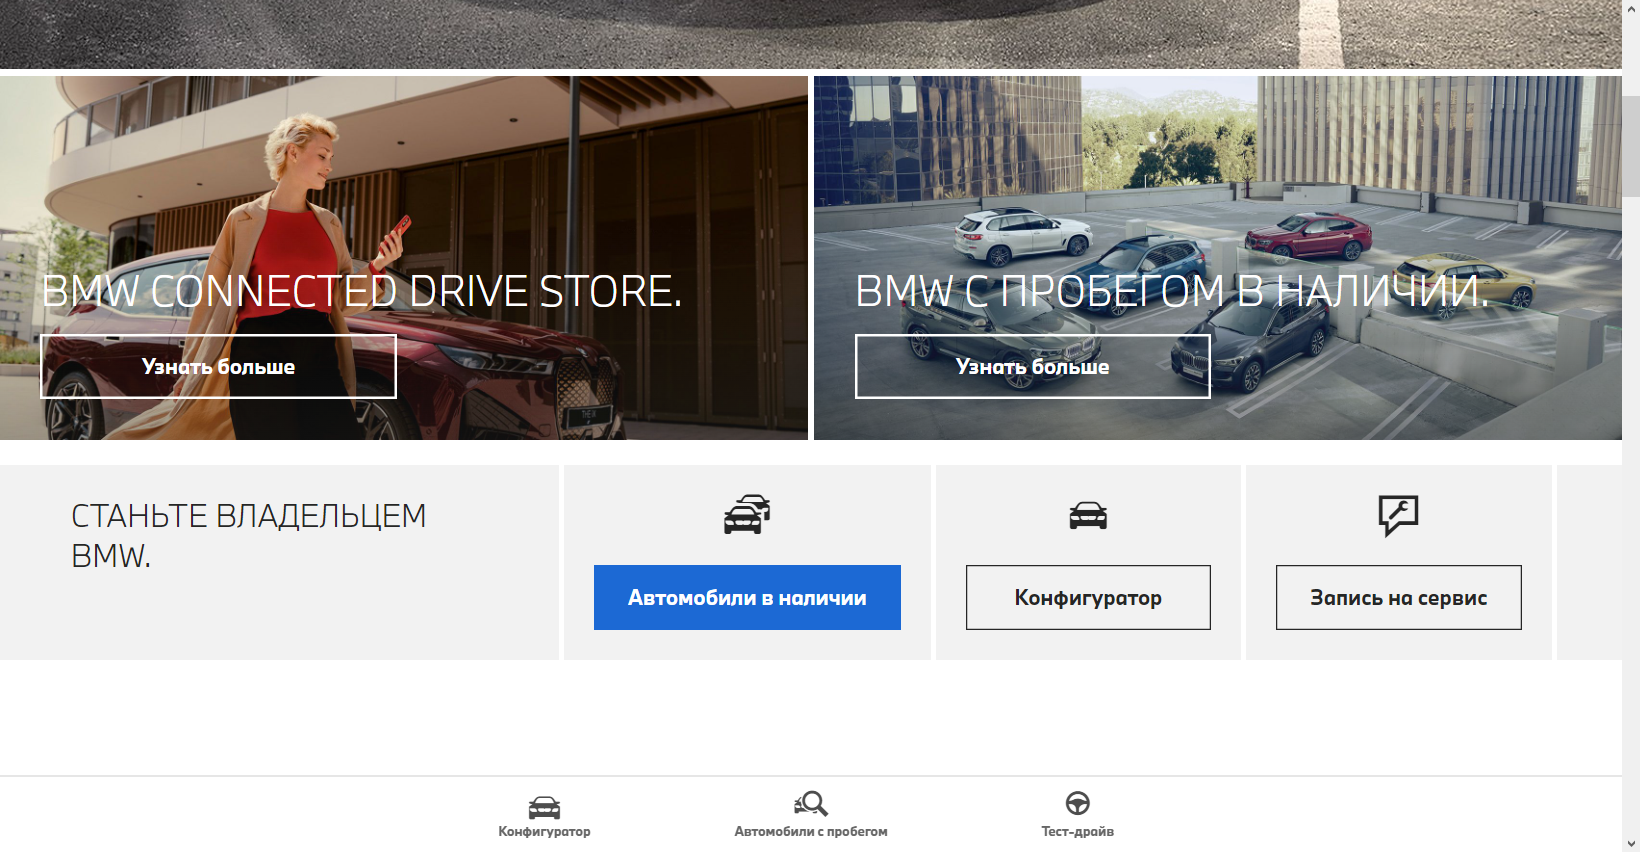 BMW CONNECTED DRIVE STORE.
Узнать больше
BMW С ПРОБЕГОМ В НАЛИЧИИ.
Узнать больше
СТАНЬТЕ ВЛАДЕЛЬЦЕМ
BMW.
Автомобили в наличии
Конфигуратор
Запись на сервис
Конфигуратор
Автомобили с пробегом
Тест-драйв